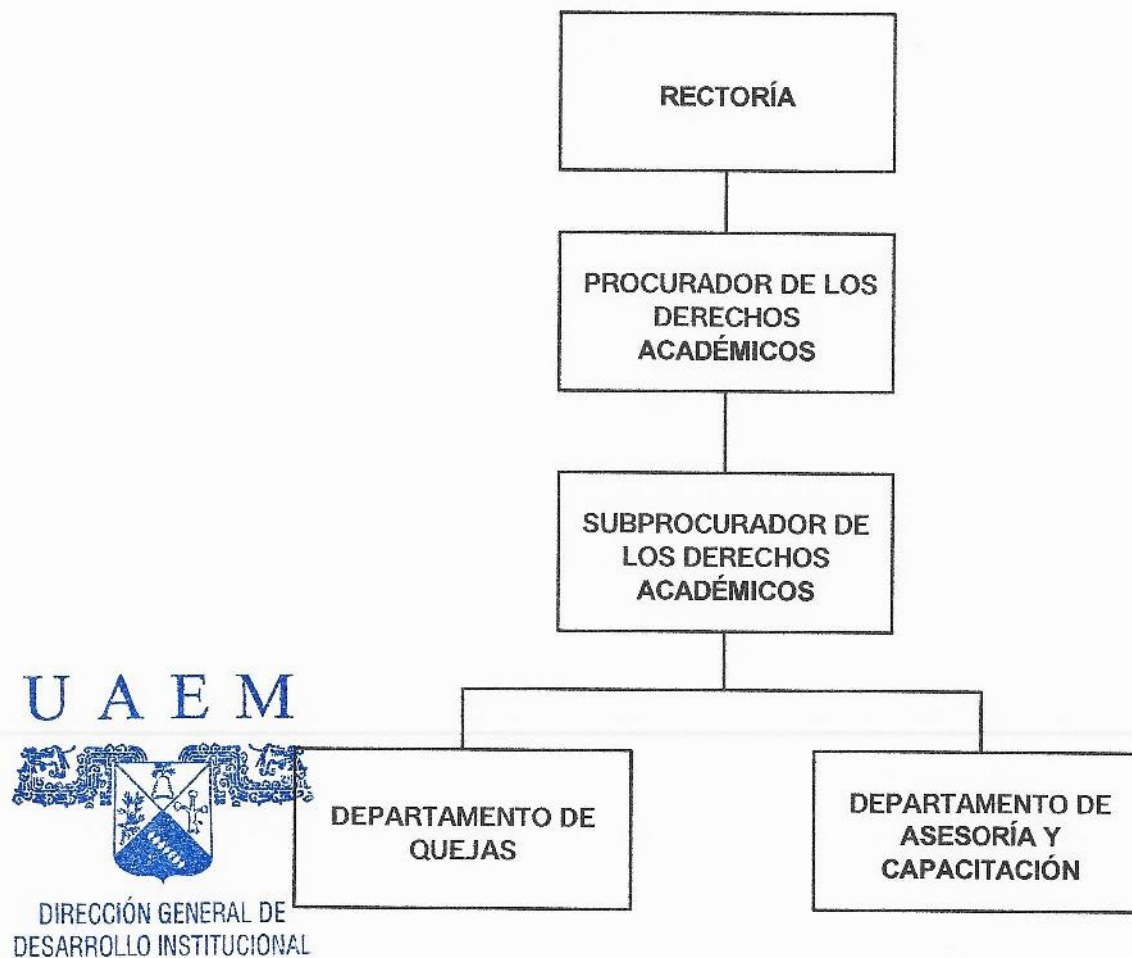 RECTORÍA
PROCURADOR DE LOS
DERECHOS
ACADÉMICOS
SUBPROCURADOR DE
LOS DERECHOS
ACADÉMICOS
UAEM
DIRECCIÓN GENERAL DE
DESARROLLO INSTITUCIONAL
DEPARTAMENTO DE
QUEJAS
DEPARTAMENTO DE
ASESORÍA Y
CAPACITACIÓN